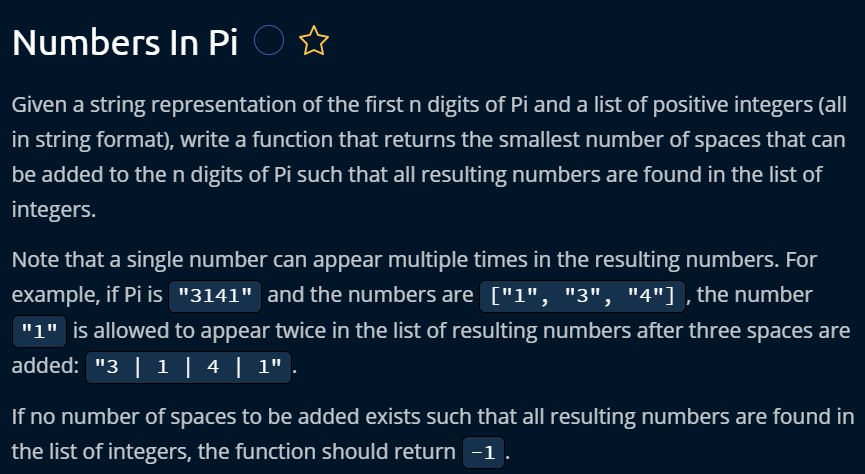 Numbers In Pi
Given a string representation of the first n digits of Pi and a list of positive integers (all
in string format), write a function that returns the smallest number of spaces that can
be added to the n digits of Pi such that all resulting numbers are found in the list of
integers.
Note that a single number can appear multiple times in the resulting numbers. For
example, if Pi is "3141" and the numbers are ["1", "3", "4"], the number
"1" is allowed to appear twice in the list of resulting numbers after three spaces are
added: "3 | 1 | 4 | 1".
If no number of spaces to be added exists such that all resulting numbers are found in
the list of integers, the function should return -1.